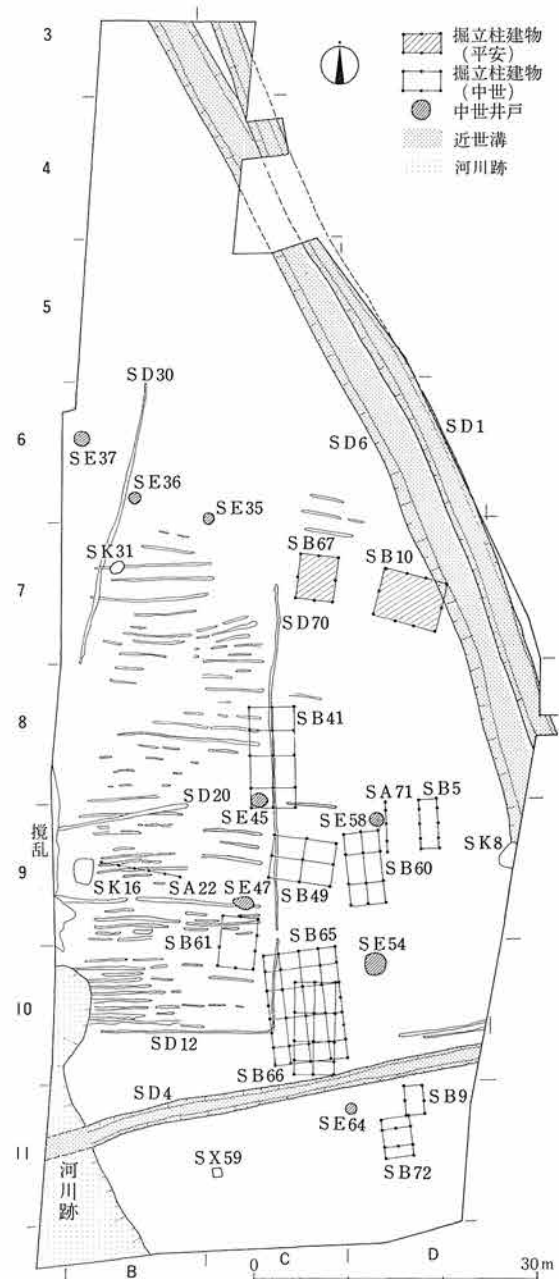 掘立柱建物
(平安)
掘立柱建物
(中世)
中世井戸
近世溝
河川跡
3
4
5
6
7
8
9
10
11
SD30
SE37
SE36
SE35
SD6
SD1
SK31
SB67
SB10
SD70
SB41
SD20
SE45
SA71
SB5
SE58
SK8
撹乱
SK16
SA22
SE47
SB49
SB60
SB61
SB65
SE54
SD12
SB66
SD4
SB9
SE64
SX59
SB72
河川跡
B
C
D
0
30m